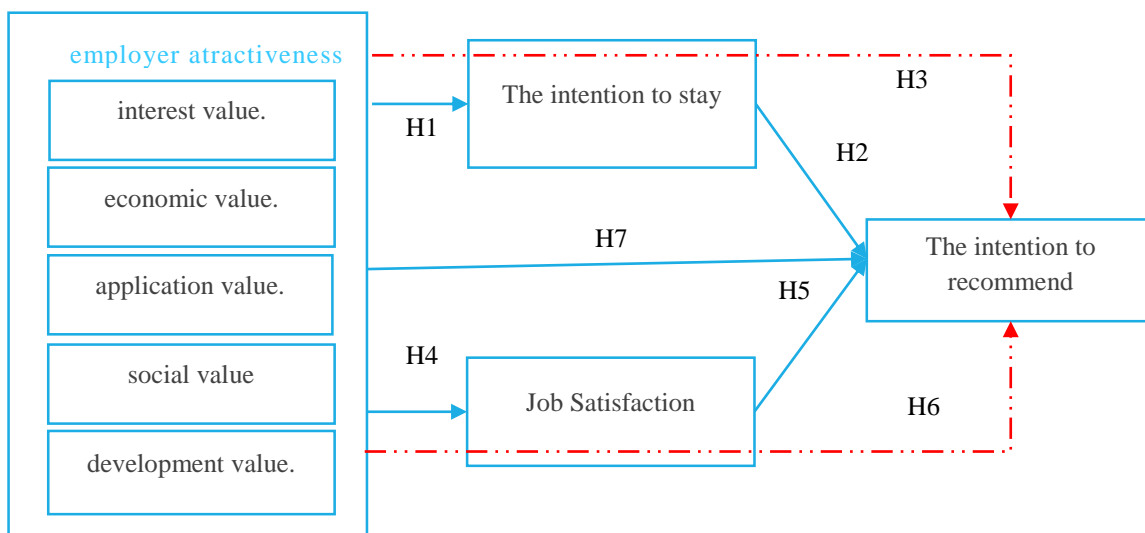 employer atractiveness
interest value.
economic value.
application value.
social value
development value.
The intention to stay
Job Satisfaction
The intention to
recommend
H1
H2
H3
H4
H5
H6
H7